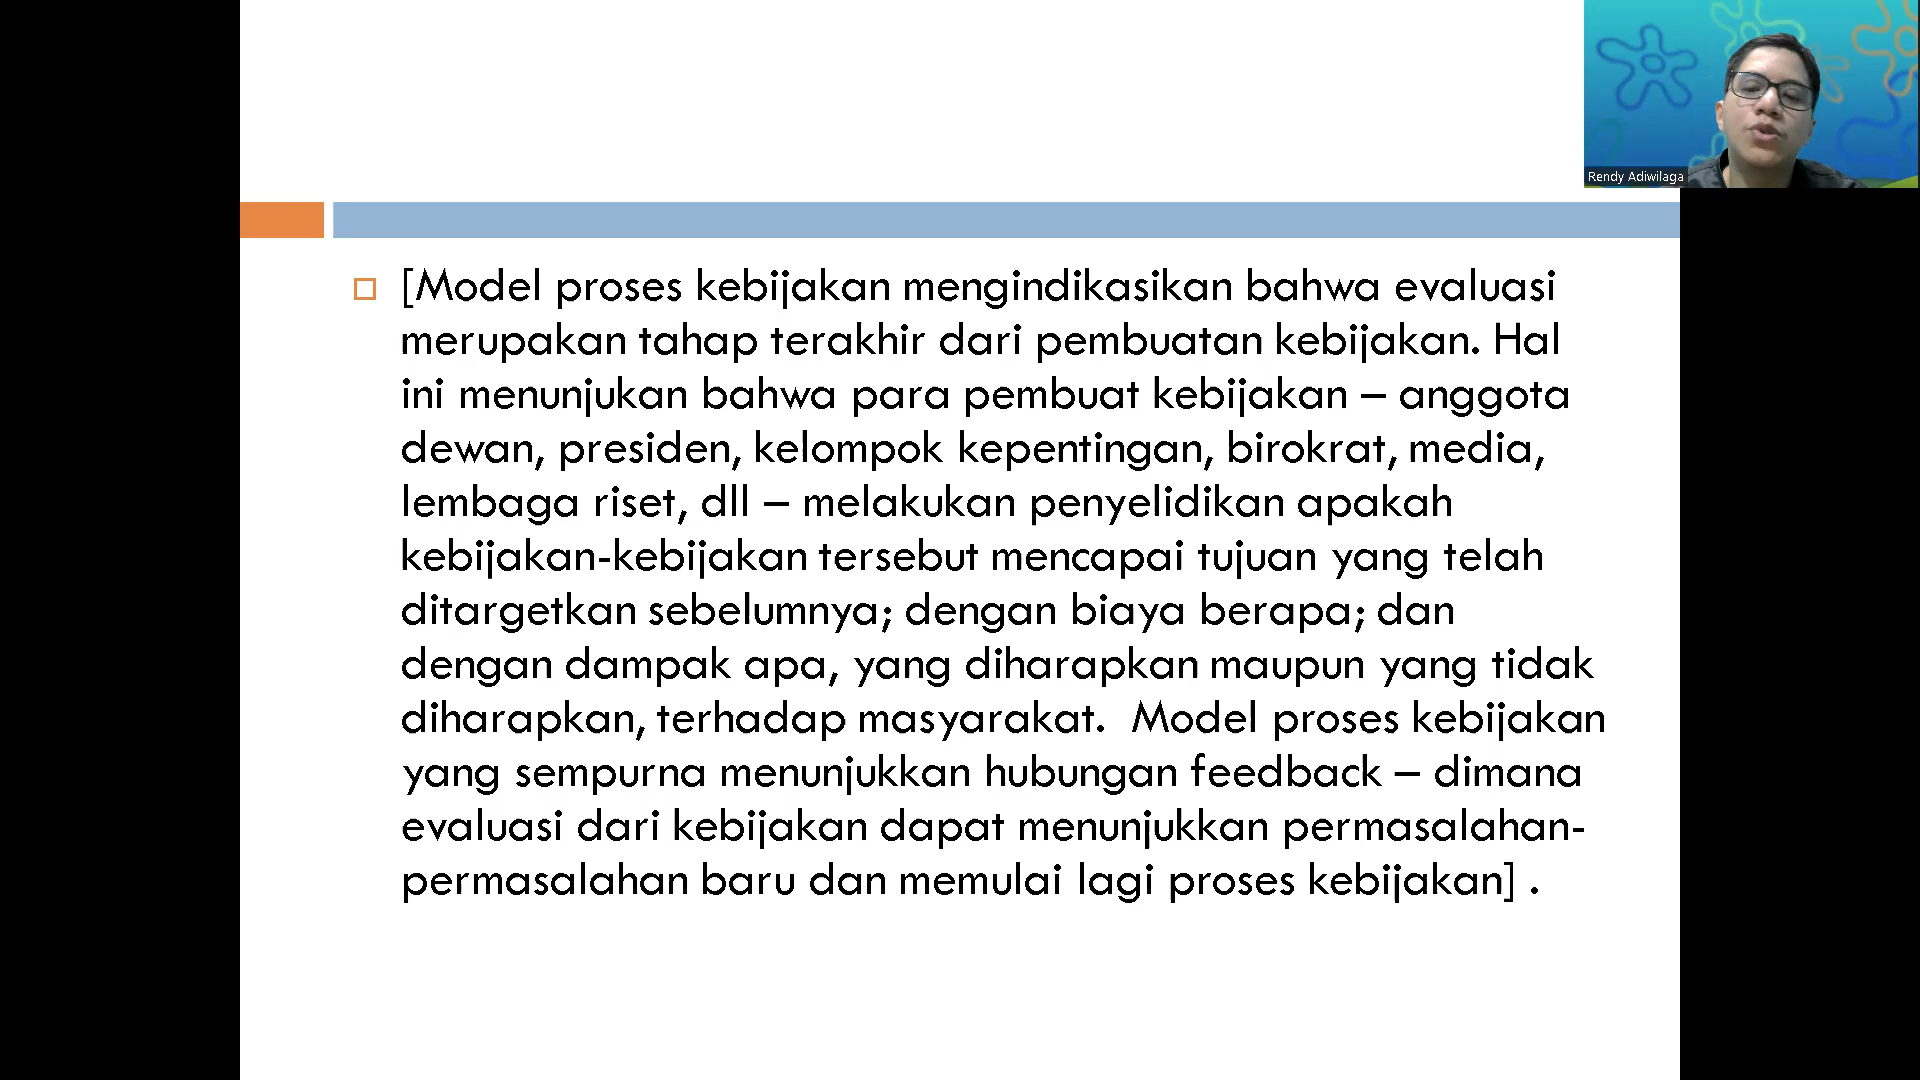 Rendy Adiwilaga
[Model proses kebijakan mengindikasikan bahwa evaluasi
merupakan tahap terakhir dari pembuatan kebijakan. Hal
ini menunjukan bahwa para pembuat kebijakan – anggota
dewan, presiden, kelompok kepentingan, birokrat, media,
lembaga riset, dll – melakukan penyelidikan apakah
kebijakan-kebijakan tersebut mencapai tujuan yang telah
ditargetkan sebelumnya; dengan biaya berapa; dan
dengan dampak apa, yang diharapkan maupun yang tidak
diharapkan, terhadap masyarakat.  Model proses kebijakan
yang sempurna menunjukkan hubungan feedback – dimana
evaluasi dari kebijakan dapat menunjukkan permasalahan-
permasalahan baru dan memulai lagi proses kebijakan] .